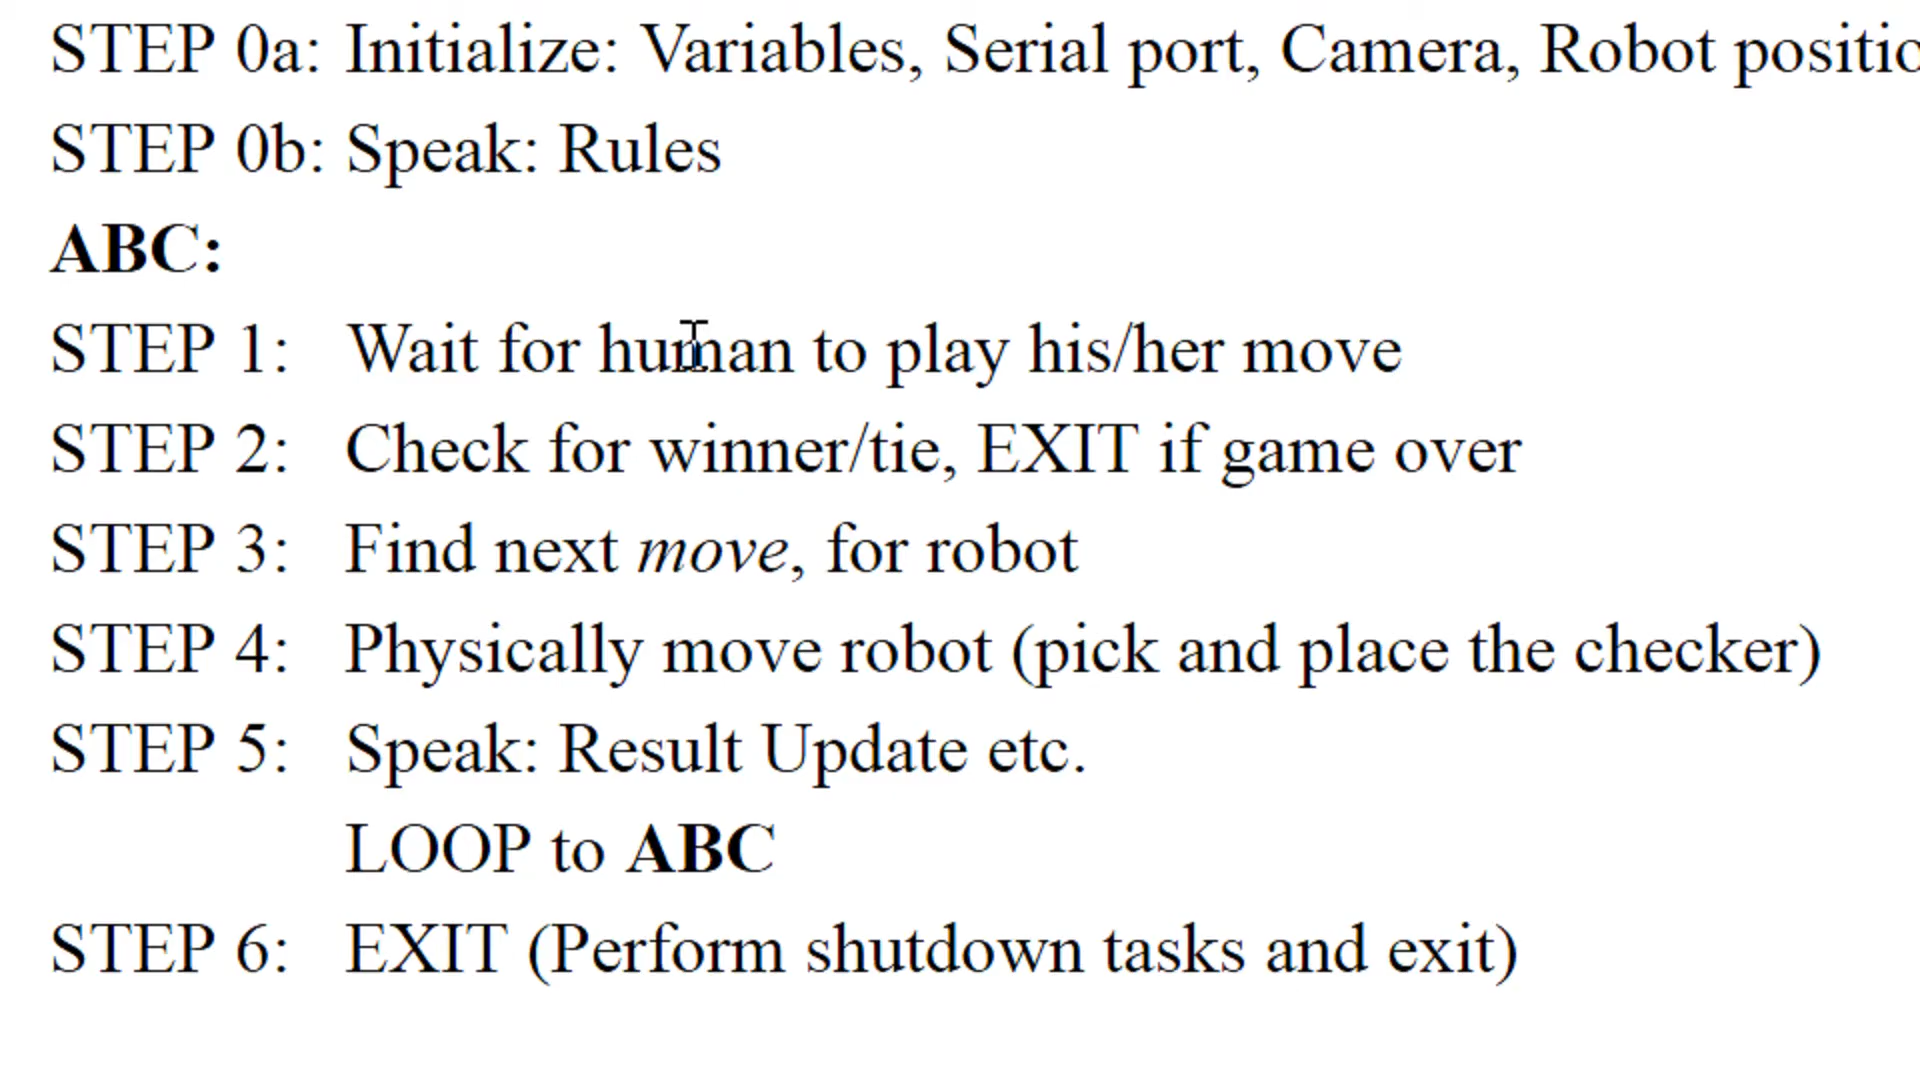 STEP 0a: Initialize: Variables, Serial port, Camera, Robot positio
STEP 0b: Speak: Rules
ABC:
STEP 1: Wait for human to play his/her move
STEP 2: Check for winner/tie, EXIT if game over
STEP 3: Find next move, for robot
STEP 4: Physically move robot (pick and place the checker)
STEP 5: Speak: Result Update etc.
LOOP to ABC
STEP 6: EXIT (Perform shutdown tasks and exit)